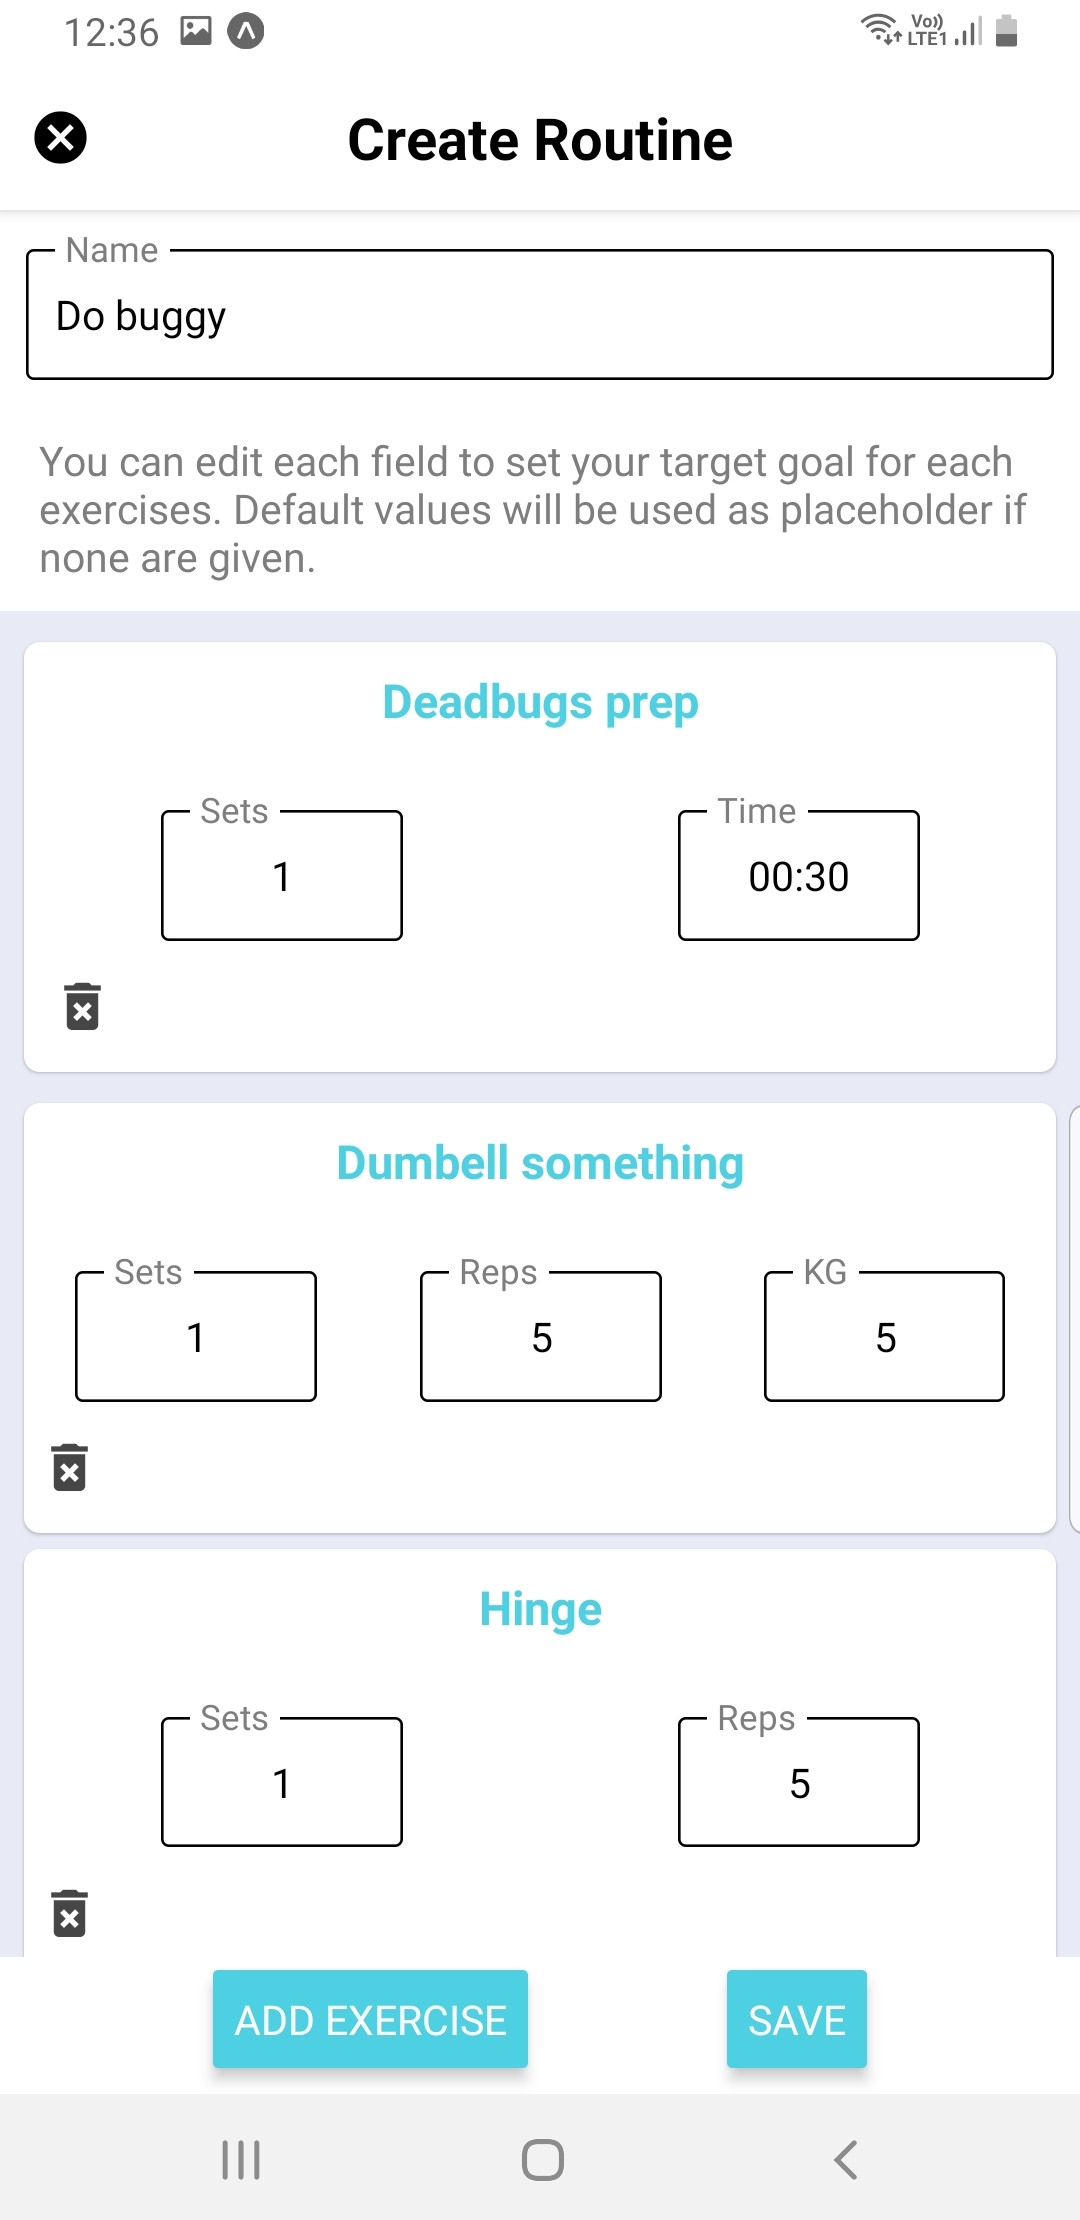 12:36 Vo)) LTE1
Create Routine
Name
Do buggy
You can edit each field to set your target goal for each
exercises. Default values will be used as placeholder if
none are given.
Deadbugs prep
Sets Time
1 00:30
Dumbell something
Sets Reps KG
1 5 5
Hinge
Sets Reps
1 5
ADD EXERCISE SAVE